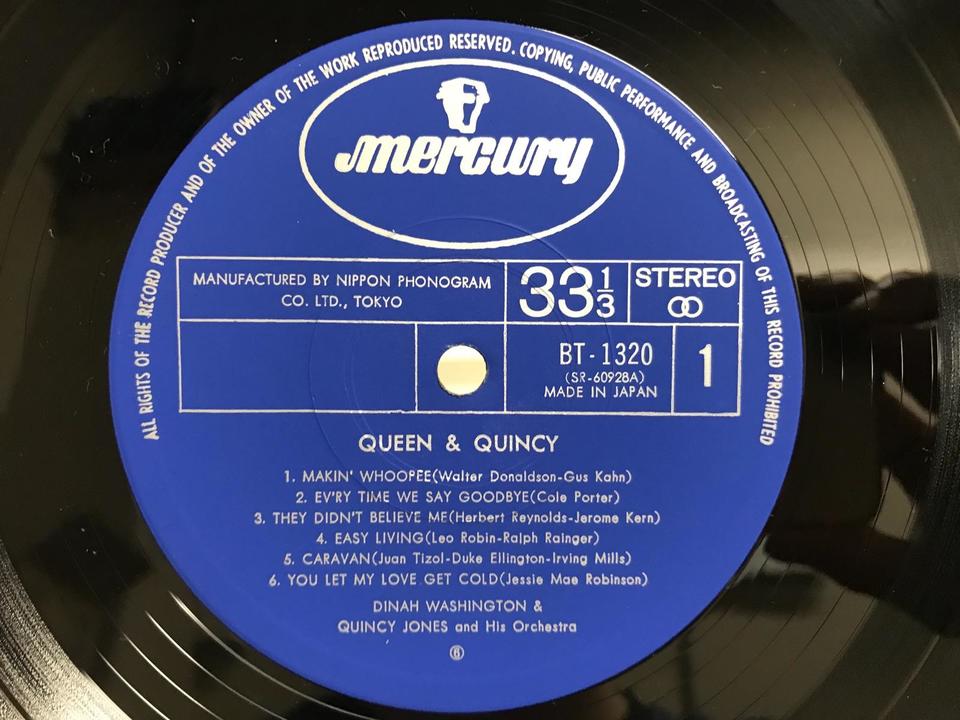 ALL RIGHTS OF THE RECORD PRODUCER AND OF THE OWNER OF THE WORK REPRODUCED RESERVED. COPYING, PUBLIC PERFORMANCE AND BROADCASTING OF THIS RECORD PROHIBITED
mercury
MANUFACTURED BY NIPPON PHONOGRAM
CO. LTD., TOKYO
33 1/3
STEREO
BT-1320
(SR-60928A)
MADE IN JAPAN
1
QUEEN & QUINCY
1. MAKIN' WHOOPEE(Walter Donaldson-Gus Kahn)
2. EV'RY TIME WE SAY GOODBYE(Cole Porter)
3. THEY DIDN'T BELIEVE ME(Herbert Reynolds-Jerome Kern)
4. EASY LIVING(Leo Robin-Ralph Rainger)
5. CARAVAN(Juan Tizol-Duke Ellington-Irving Mills)
6. YOU LET MY LOVE GET COLD(Jessie Mae Robinson)
DINAH WASHINGTON &
QUINCY JONES and His Orchestra